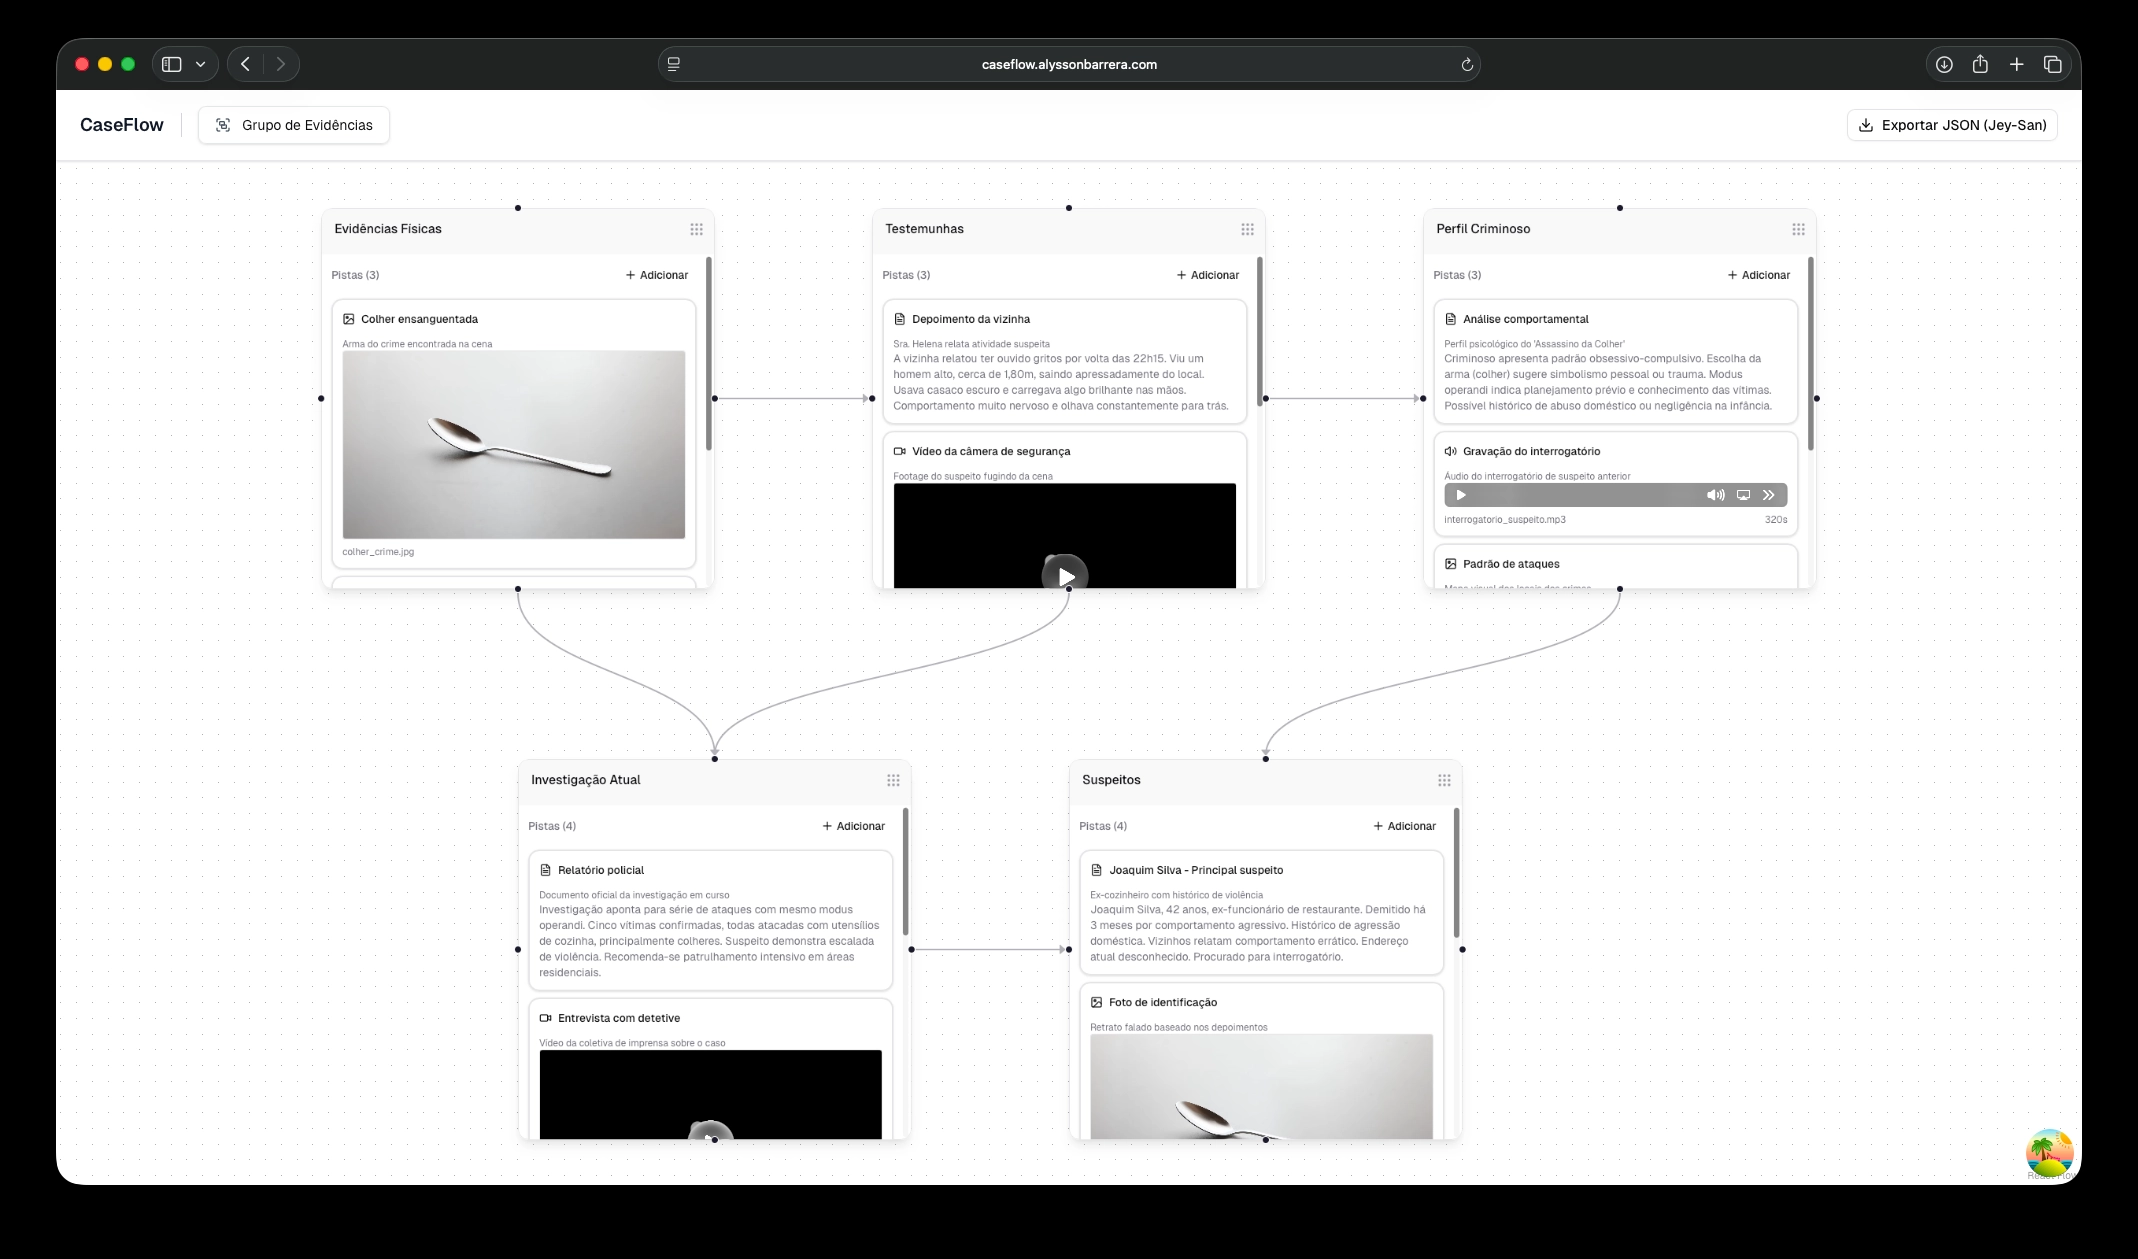 caseflow.alyssonbarrera.com
CaseFlow
Grupo de Evidências
Exportar JSON (Jey-San)
Evidências Físicas
Pistas (3)
Adicionar
Colher ensanguentada
Arma do crime encontrada na cena
colher_crime.jpg
Testemunhas
Pistas (3)
Adicionar
Depoimento da vizinha
Sra. Helena relata atividade suspeita
A vizinha relatou ter ouvido gritos por volta das 22h15. Viu um
homem alto, cerca de 1,80m, saindo apressadamente do local.
Usava casaco escuro e carregava algo brilhante nas mãos.
Comportamento muito nervoso e olhava constantemente para trás.
Vídeo da câmera de segurança
Footage do suspeito fugindo da cena
Perfil Criminoso
Pistas (3)
Adicionar
Análise comportamental
Perfil psicológico do 'Assassino da Colher'
Criminoso apresenta padrão obsessivo-compulsivo. Escolha da
arma (colher) sugere simbolismo pessoal ou trauma. Modus
operandi indica planejamento prévio e conhecimento das vítimas.
Possível histórico de abuso doméstico ou negligência na infância.
Gravação do interrogatório
Áudio do interrogatório de suspeito anterior
interrogatorio_suspeito.mp3
320s
Padrão de ataques
Mapa visual dos locais dos crimes
Investigação Atual
Pistas (4)
Adicionar
Relatório policial
Documento oficial da investigação em curso
Investigação aponta para série de ataques com mesmo modus
operandi. Cinco vítimas confirmadas, todas atacadas com utensílios
de cozinha, principalmente colheres. Suspeito demonstra escalada
de violência. Recomenda-se patrulhamento intensivo em áreas
residenciais.
Entrevista com detetive
Vídeo da coletiva de imprensa sobre o caso
Suspeitos
Pistas (4)
Adicionar
Joaquim Silva - Principal suspeito
Ex-cozinheiro com histórico de violência
Joaquim Silva, 42 anos, ex-funcionário de restaurante. Demitido há
3 meses por comportamento agressivo. Histórico de agressão
doméstica. Vizinhos relatam comportamento errático. Endereço
atual desconhecido. Procurado para interrogatório.
Foto de identificação
Retrato falado baseado nos depoimentos
React Flow